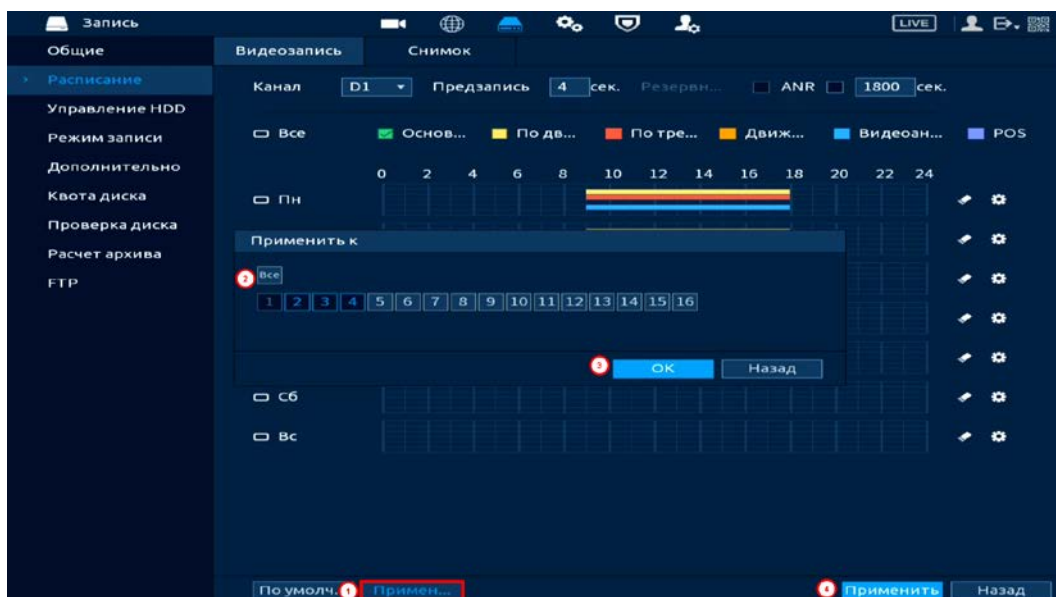 Запись LIVE
Общие
Расписание
Управление HDD
Режим записи
Дополнительно
Квота диска
Проверка диска
Расчет архива
FTP
Видеозапись Снимок
Канал D1 Предзапись 4 сек. Резервн... ANR 1800 сек.
Все Основ... По дв... По тре... Движ... Видеоан... POS
0 2 4 6 8 10 12 14 16 18 20 22 24
Пн
Применить к
2 Все
1 2 3 4 5 6 7 8 9 10 11 12 13 14 15 16
3 OK Назад
Сб
Вс
По умолч. 1 Примен... 4 Применить Назад